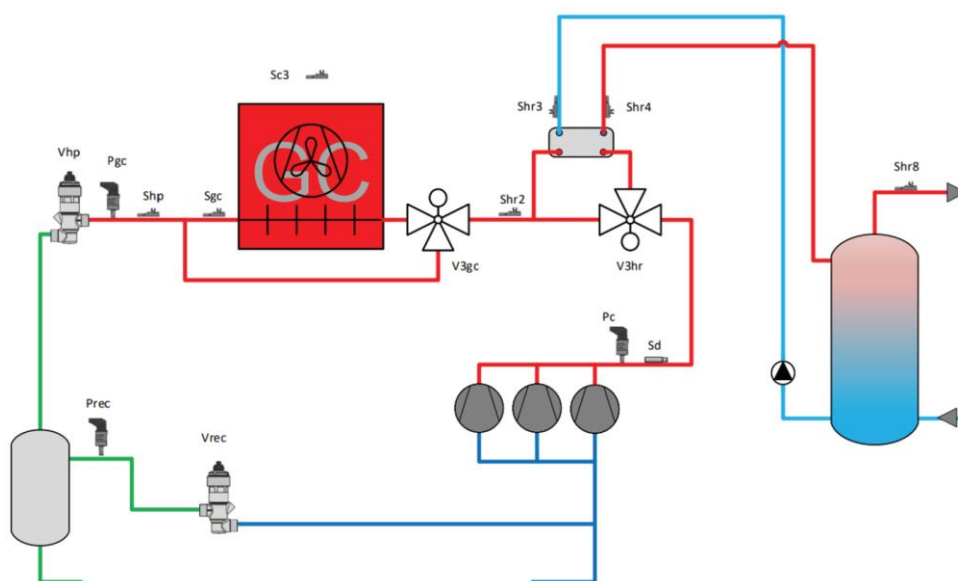 Sc3
Shr3
Shr4
Vhp
Pgc
Shp
Sgc
GC
Shr2
Shr8
V3gc
V3hr
Pc
Sd
Prec
Vrec